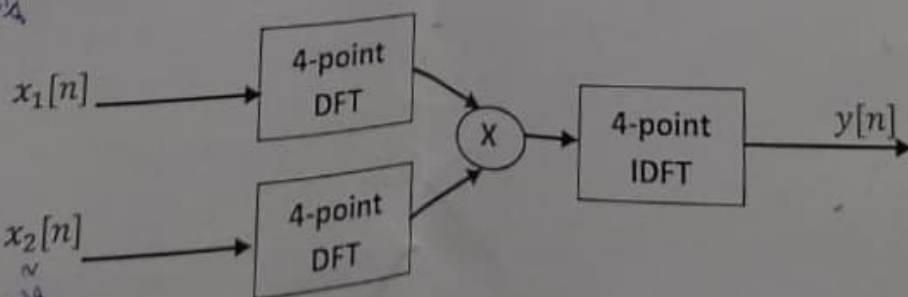 x₁[n]
4-point
DFT
x₂[n]
4-point
DFT
X
4-point
IDFT
y[n]